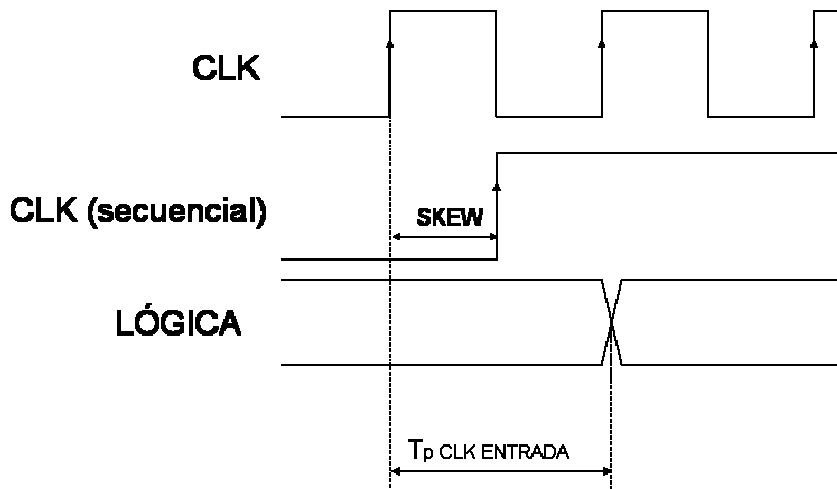 CLK
CLK (secuencial)
SKEW
LÓGICA
Tp CLK ENTRADA